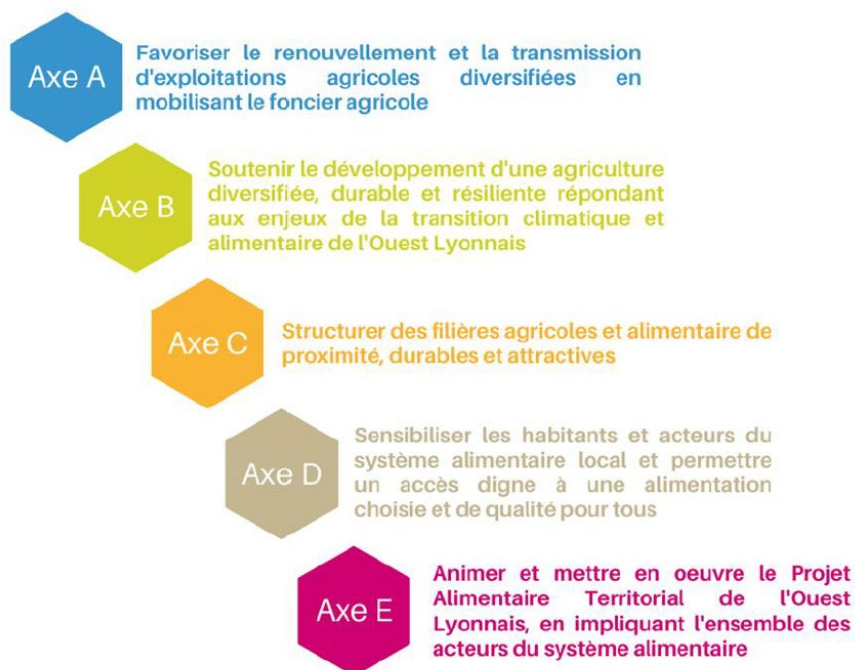 Axe A
Favoriser le renouvellement et la transmission
d'exploitations agricoles diversifiées en
mobilisant le foncier agricole
Axe B
Soutenir le développement d'une agriculture
diversifiée, durable et résiliente répondant
aux enjeux de la transition climatique et
alimentaire de l'Ouest Lyonnais
Axe C
Structurer des filières agricoles et alimentaire de
proximité, durables et attractives
Axe D
Sensibiliser les habitants et acteurs du
système alimentaire local et permettre
un accès digne à une alimentation
choisie et de qualité pour tous
Axe E
Animer et mettre en oeuvre le Projet
Alimentaire Territorial de l'Ouest
Lyonnais, en impliquant l'ensemble des
acteurs du système alimentaire